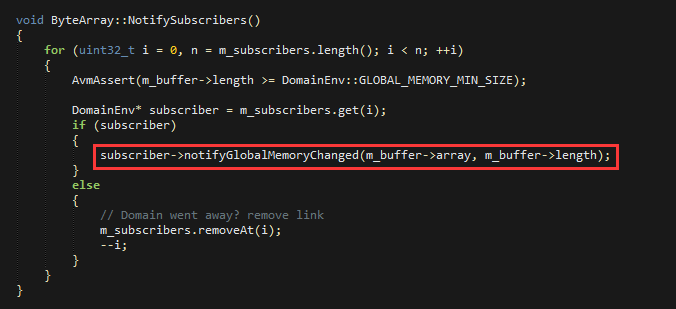 void ByteArray::NotifySubscribers()
{
    for (uint32_t i = 0, n = m_subscribers.length(); i < n; ++i)
    {
        AvmAssert(m_buffer->length >= DomainEnv::GLOBAL_MEMORY_MIN_SIZE);

        DomainEnv* subscriber = m_subscribers.get(i);
        if (subscriber)
        {
            subscriber->notifyGlobalMemoryChanged(m_buffer->array, m_buffer->length);
        }
        else
        {
            // Domain went away? remove link
            m_subscribers.removeAt(i);
            --i;
        }
    }
}